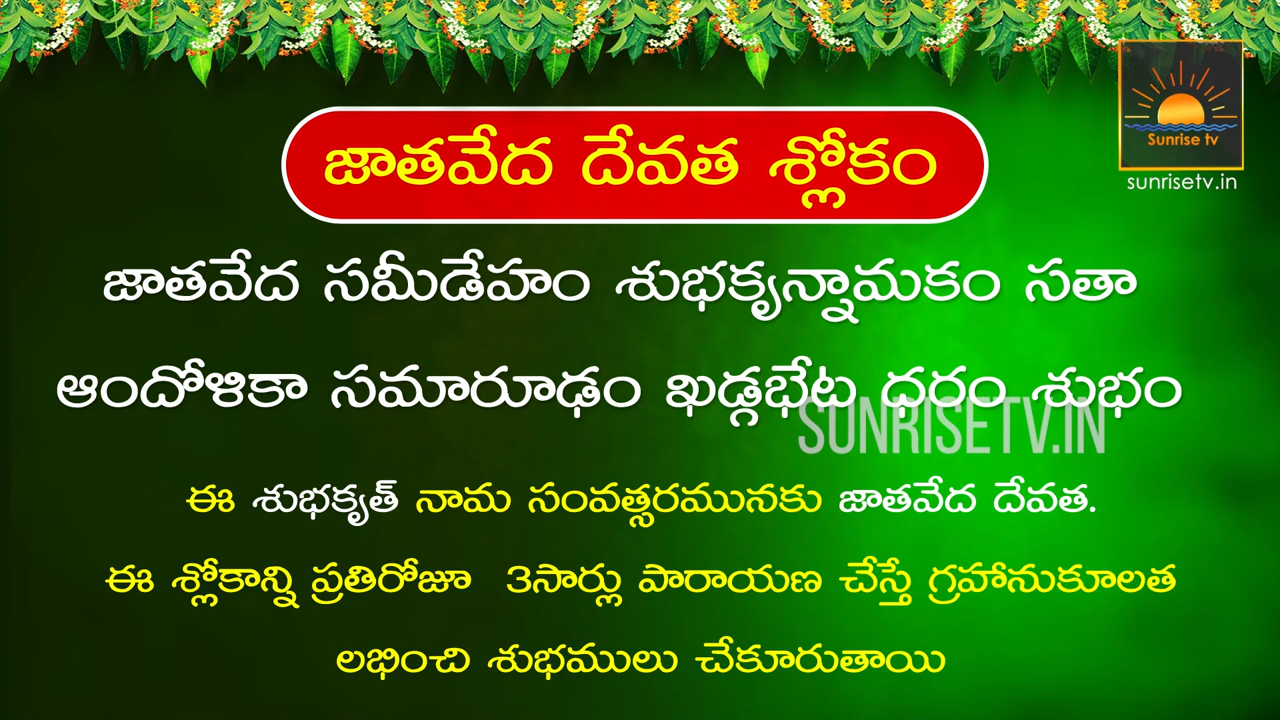 Sunrise tv
sunrisetv.in
జాతవేద దేవత శ్లోకం
జాతవేద సమీడేహం శుభకృన్నామకం సతా
ఆందోళికా సమారూఢం ఖడ్గభేట ధరం శుభం
SUNRISETV.IN
ఈ శుభకృత్ నామ సంవత్సరమునకు జాతవేద దేవత.
ఈ శ్లోకాన్ని ప్రతిరోజూ 3సార్లు పారాయణ చేస్తే గ్రహానుకూలత
లభించి శుభములు చేకూరుతాయి